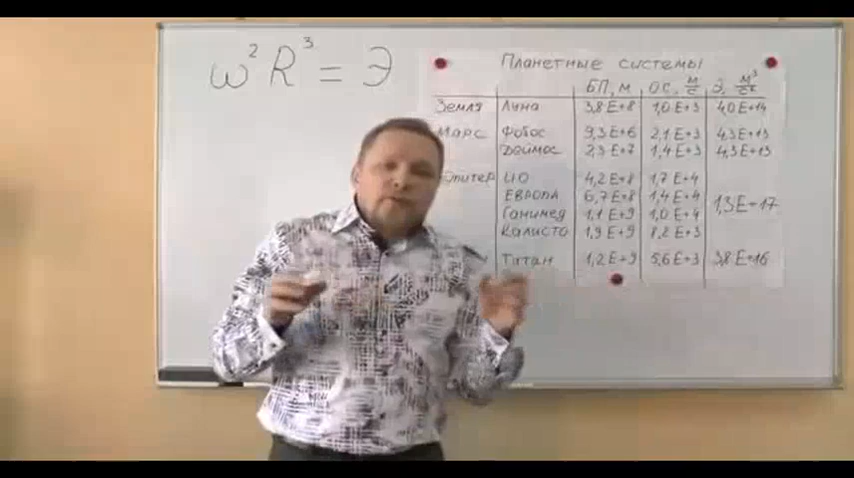 ω² R³ = Э
Планетные системы
БП, м ОС, м/с Э, м³/с²
Земля Луна 3,8 E+8 1,0 E+3 4,0 E+14
Марс Фобос 9,3 E+6 2,1 E+3 4,3 E+13
Деймос 2,3 E+7 1,4 E+3 4,3 E+13
Юпитер ИО 4,2 E+8 1,7 E+4
ЕВРОПА 6,7 E+8 1,4 E+4 1,3 E+17
Ганимед 1,1 E+9 1,0 E+4
Калисто 1,9 E+9 8,2 E+3
Титан 1,2 E+9 5,6 E+3 3,8 E+16